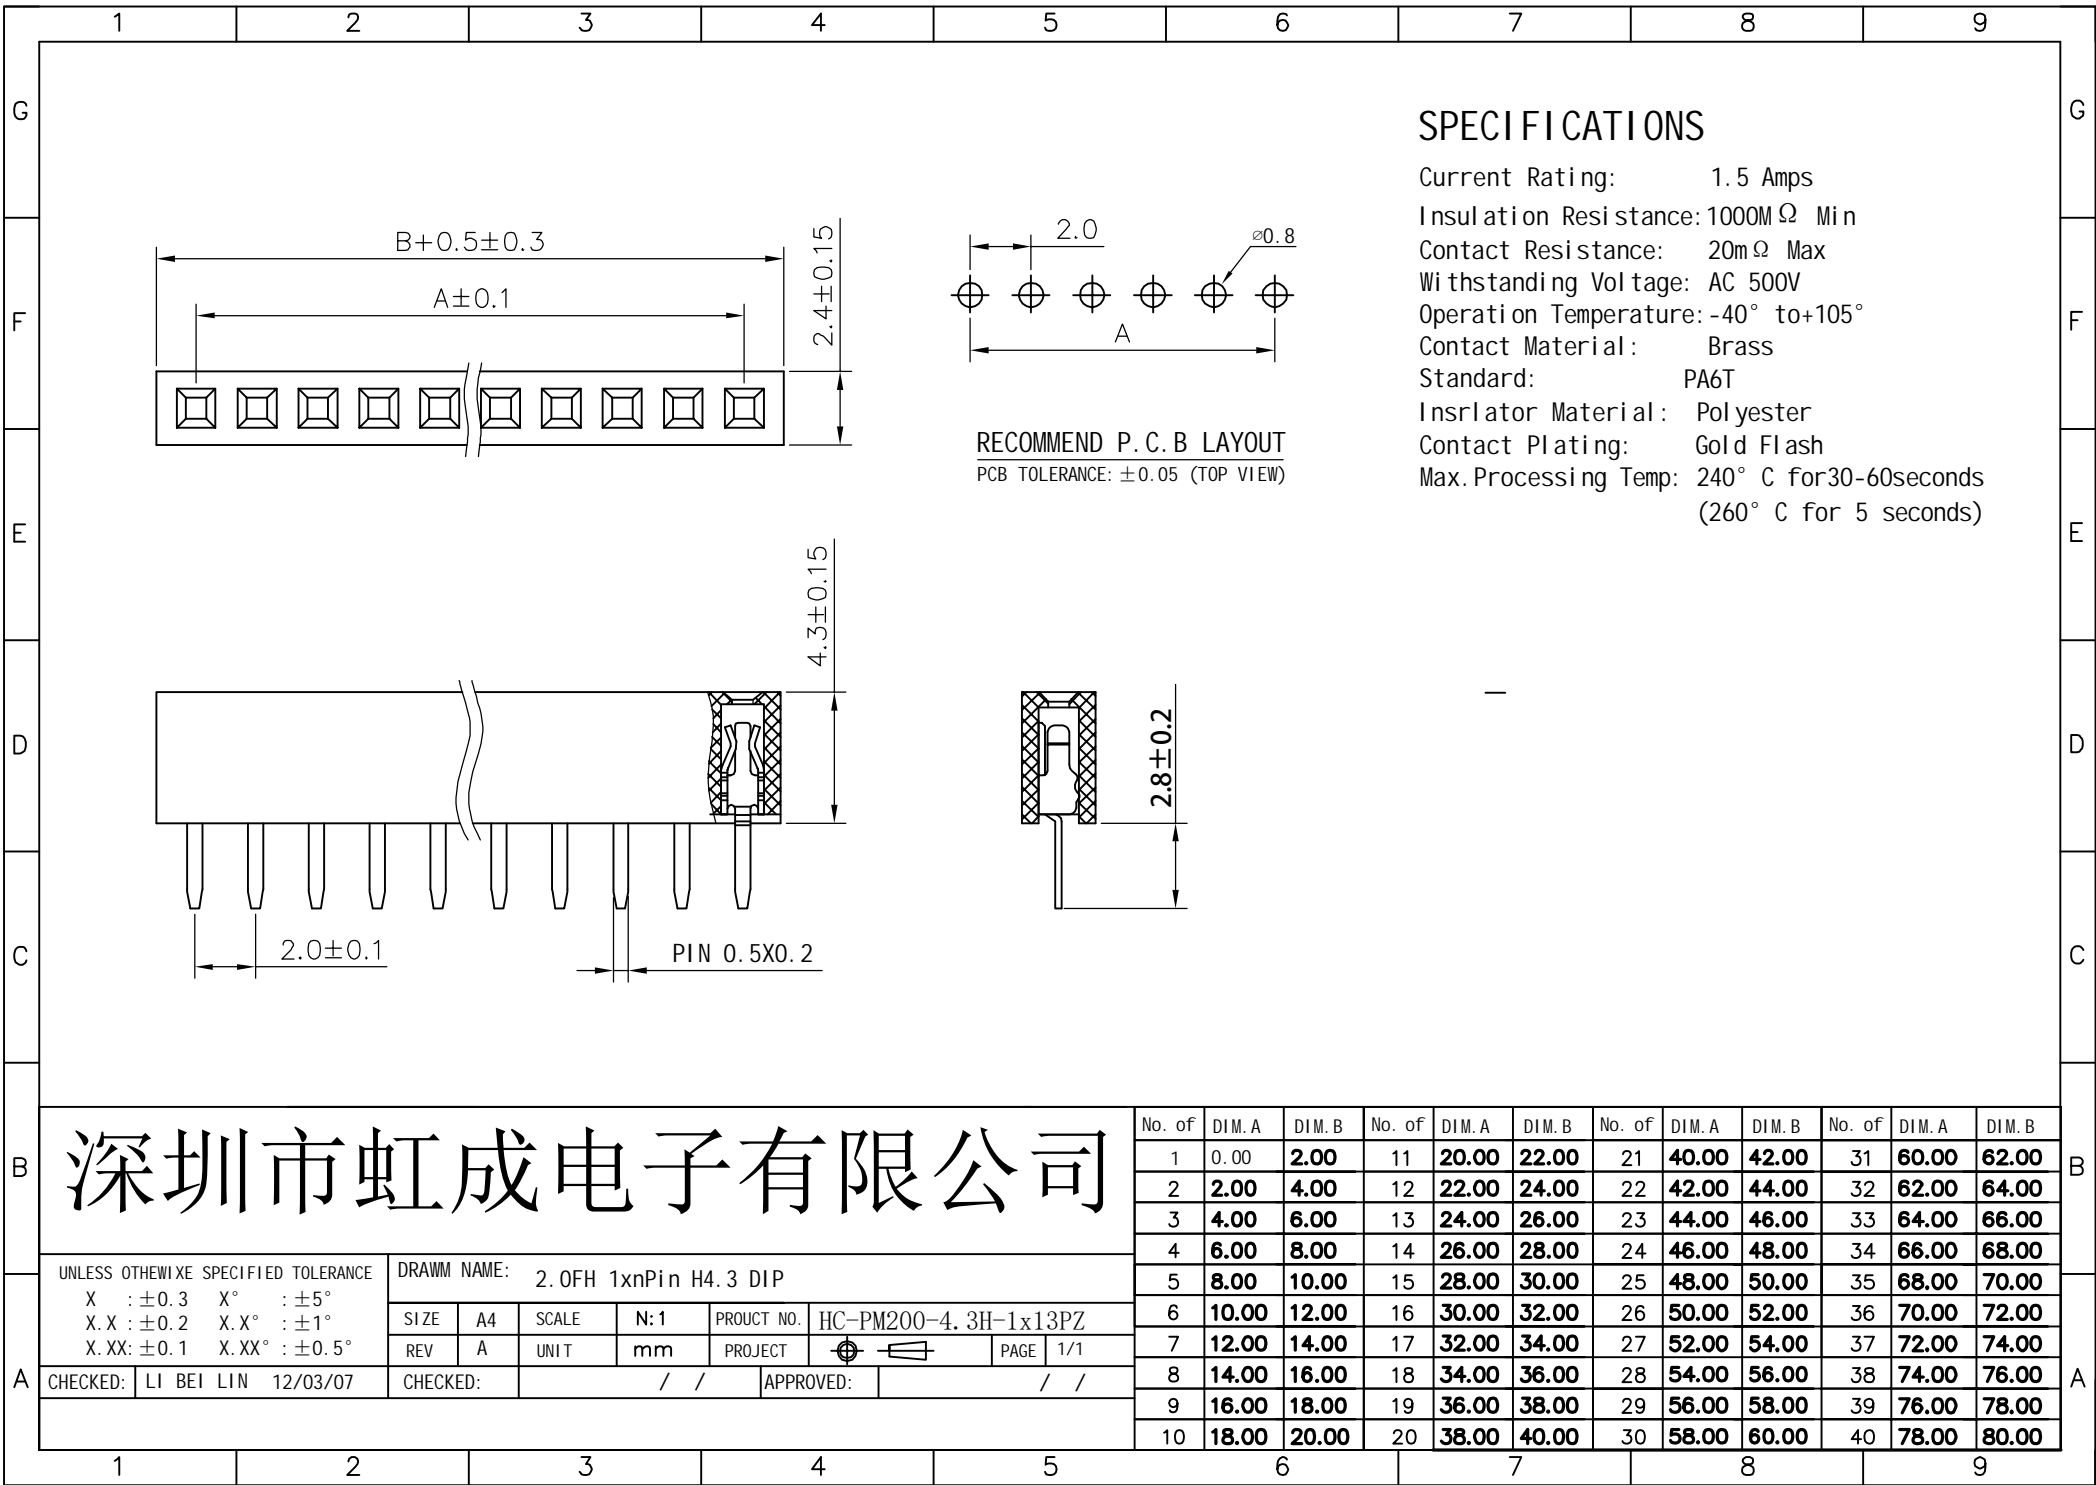 1 2 3 4 5 6 7 8 9
G G
F F
E E
D D
C C
B B
A A
B+0.5±0.3
A±0.1
2.4±0.15
2.0
⌀0.8
A
RECOMMEND P.C.B LAYOUT
PCB TOLERANCE: ±0.05 (TOP VIEW)
SPECIFICATIONS
Current Rating: 1.5 Amps
Insulation Resistance: 1000MΩ Min
Contact Resistance: 20mΩ Max
Withstanding Voltage: AC 500V
Operation Temperature: -40° to+105°
Contact Material: Brass
Standard: PA6T
Insrlator Material: Polyester
Contact Plating: Gold Flash
Max.Processing Temp: 240° C for30-60seconds
(260° C for 5 seconds)
4.3±0.15
2.8±0.2
2.0±0.1
PIN 0.5X0.2
深圳市虹成电子有限公司
UNLESS OTHEWIXE SPECIFIED TOLERANCE
X :±0.3 X° :±5°
X.X :±0.2 X.X° :±1°
X.XX:±0.1 X.XX° :±0.5°
DRAWM NAME: 2.0FH 1xnPin H4.3 DIP
SIZE A4 SCALE N:1 PROUCT NO. HC-PM200-4.3H-1x13PZ
REV A UNIT mm PROJECT PAGE 1/1
CHECKED: LI BEI LIN 12/03/07 CHECKED: / / APPROVED: / /
No. of DIM.A DIM.B No. of DIM.A DIM.B No. of DIM.A DIM.B No. of DIM.A DIM.B
1 0.00 2.00 11 20.00 22.00 21 40.00 42.00 31 60.00 62.00
2 2.00 4.00 12 22.00 24.00 22 42.00 44.00 32 62.00 64.00
3 4.00 6.00 13 24.00 26.00 23 44.00 46.00 33 64.00 66.00
4 6.00 8.00 14 26.00 28.00 24 46.00 48.00 34 66.00 68.00
5 8.00 10.00 15 28.00 30.00 25 48.00 50.00 35 68.00 70.00
6 10.00 12.00 16 30.00 32.00 26 50.00 52.00 36 70.00 72.00
7 12.00 14.00 17 32.00 34.00 27 52.00 54.00 37 72.00 74.00
8 14.00 16.00 18 34.00 36.00 28 54.00 56.00 38 74.00 76.00
9 16.00 18.00 19 36.00 38.00 29 56.00 58.00 39 76.00 78.00
10 18.00 20.00 20 38.00 40.00 30 58.00 60.00 40 78.00 80.00
1 2 3 4 5 6 7 8 9